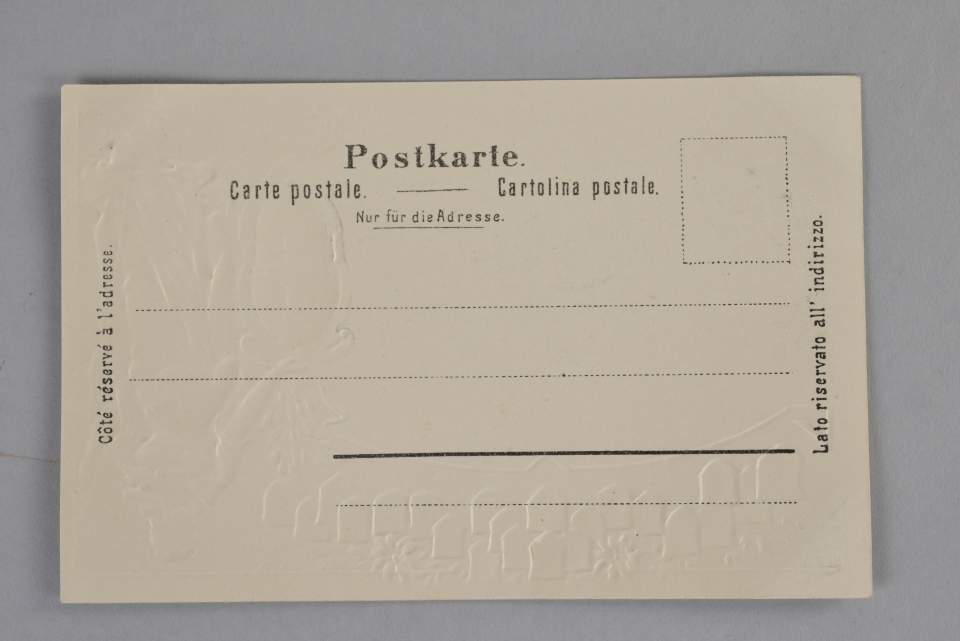 Postkarte.
Carte postale. Cartolina postale.
Nur für die Adresse.
Côté réservé à l'adresse.
Lato riservato all' indirizzo.